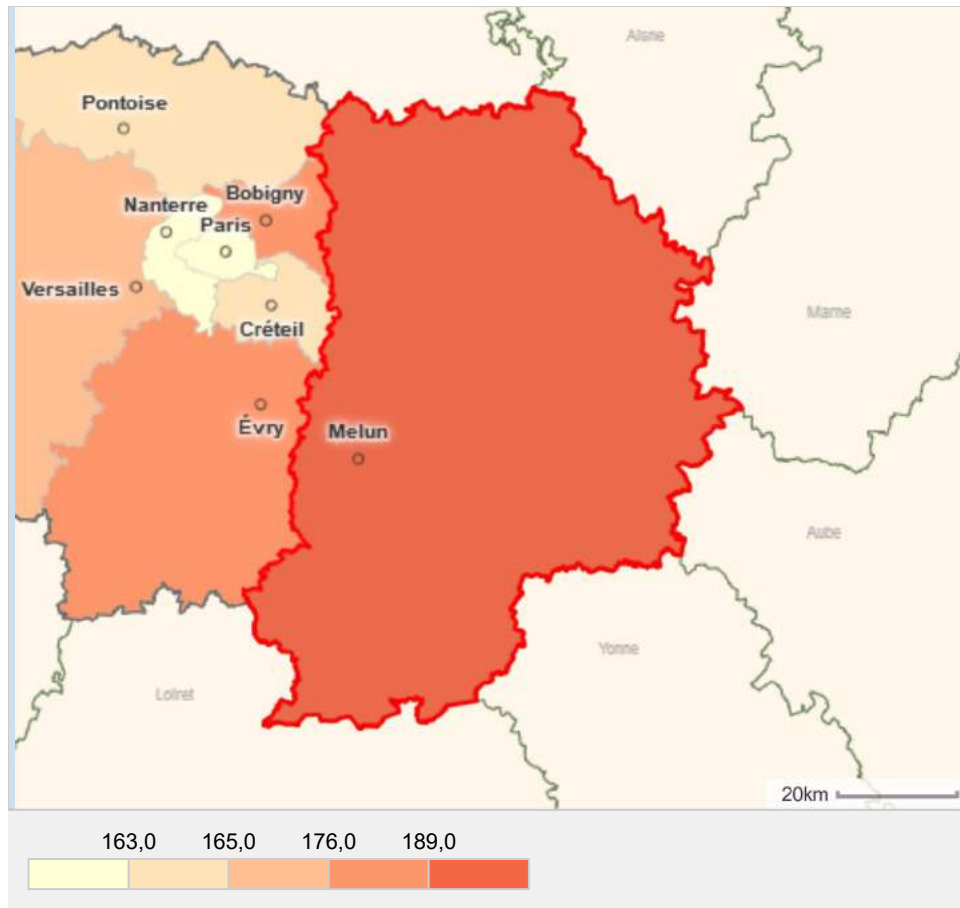 Aisne
Pontoise
Bobigny
Nanterre
Paris
Versailles
Marne
Créteil
Évry
Melun
Aube
Yonne
Loiret
20km
163,0 165,0 176,0 189,0